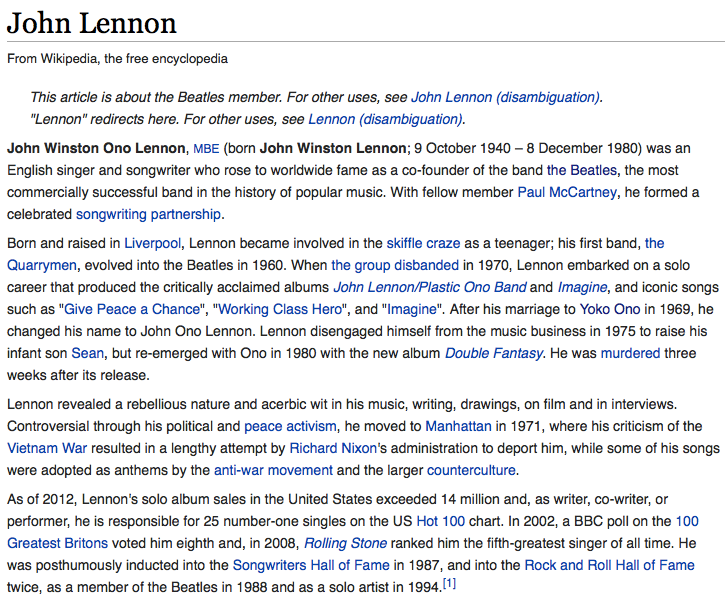 John Lennon
From Wikipedia, the free encyclopedia
This article is about the Beatles member. For other uses, see John Lennon (disambiguation).
"Lennon" redirects here. For other uses, see Lennon (disambiguation).
John Winston Ono Lennon, MBE (born John Winston Lennon; 9 October 1940 – 8 December 1980) was an
English singer and songwriter who rose to worldwide fame as a co-founder of the band the Beatles, the most
commercially successful band in the history of popular music. With fellow member Paul McCartney, he formed a
celebrated songwriting partnership.
Born and raised in Liverpool, Lennon became involved in the skiffle craze as a teenager; his first band, the
Quarrymen, evolved into the Beatles in 1960. When the group disbanded in 1970, Lennon embarked on a solo
career that produced the critically acclaimed albums John Lennon/Plastic Ono Band and Imagine, and iconic songs
such as "Give Peace a Chance", "Working Class Hero", and "Imagine". After his marriage to Yoko Ono in 1969, he
changed his name to John Ono Lennon. Lennon disengaged himself from the music business in 1975 to raise his
infant son Sean, but re-emerged with Ono in 1980 with the new album Double Fantasy. He was murdered three
weeks after its release.
Lennon revealed a rebellious nature and acerbic wit in his music, writing, drawings, on film and in interviews.
Controversial through his political and peace activism, he moved to Manhattan in 1971, where his criticism of the
Vietnam War resulted in a lengthy attempt by Richard Nixon's administration to deport him, while some of his songs
were adopted as anthems by the anti-war movement and the larger counterculture.
As of 2012, Lennon's solo album sales in the United States exceeded 14 million and, as writer, co-writer, or
performer, he is responsible for 25 number-one singles on the US Hot 100 chart. In 2002, a BBC poll on the 100
Greatest Britons voted him eighth and, in 2008, Rolling Stone ranked him the fifth-greatest singer of all time. He
was posthumously inducted into the Songwriters Hall of Fame in 1987, and into the Rock and Roll Hall of Fame
twice, as a member of the Beatles in 1988 and as a solo artist in 1994.[1]